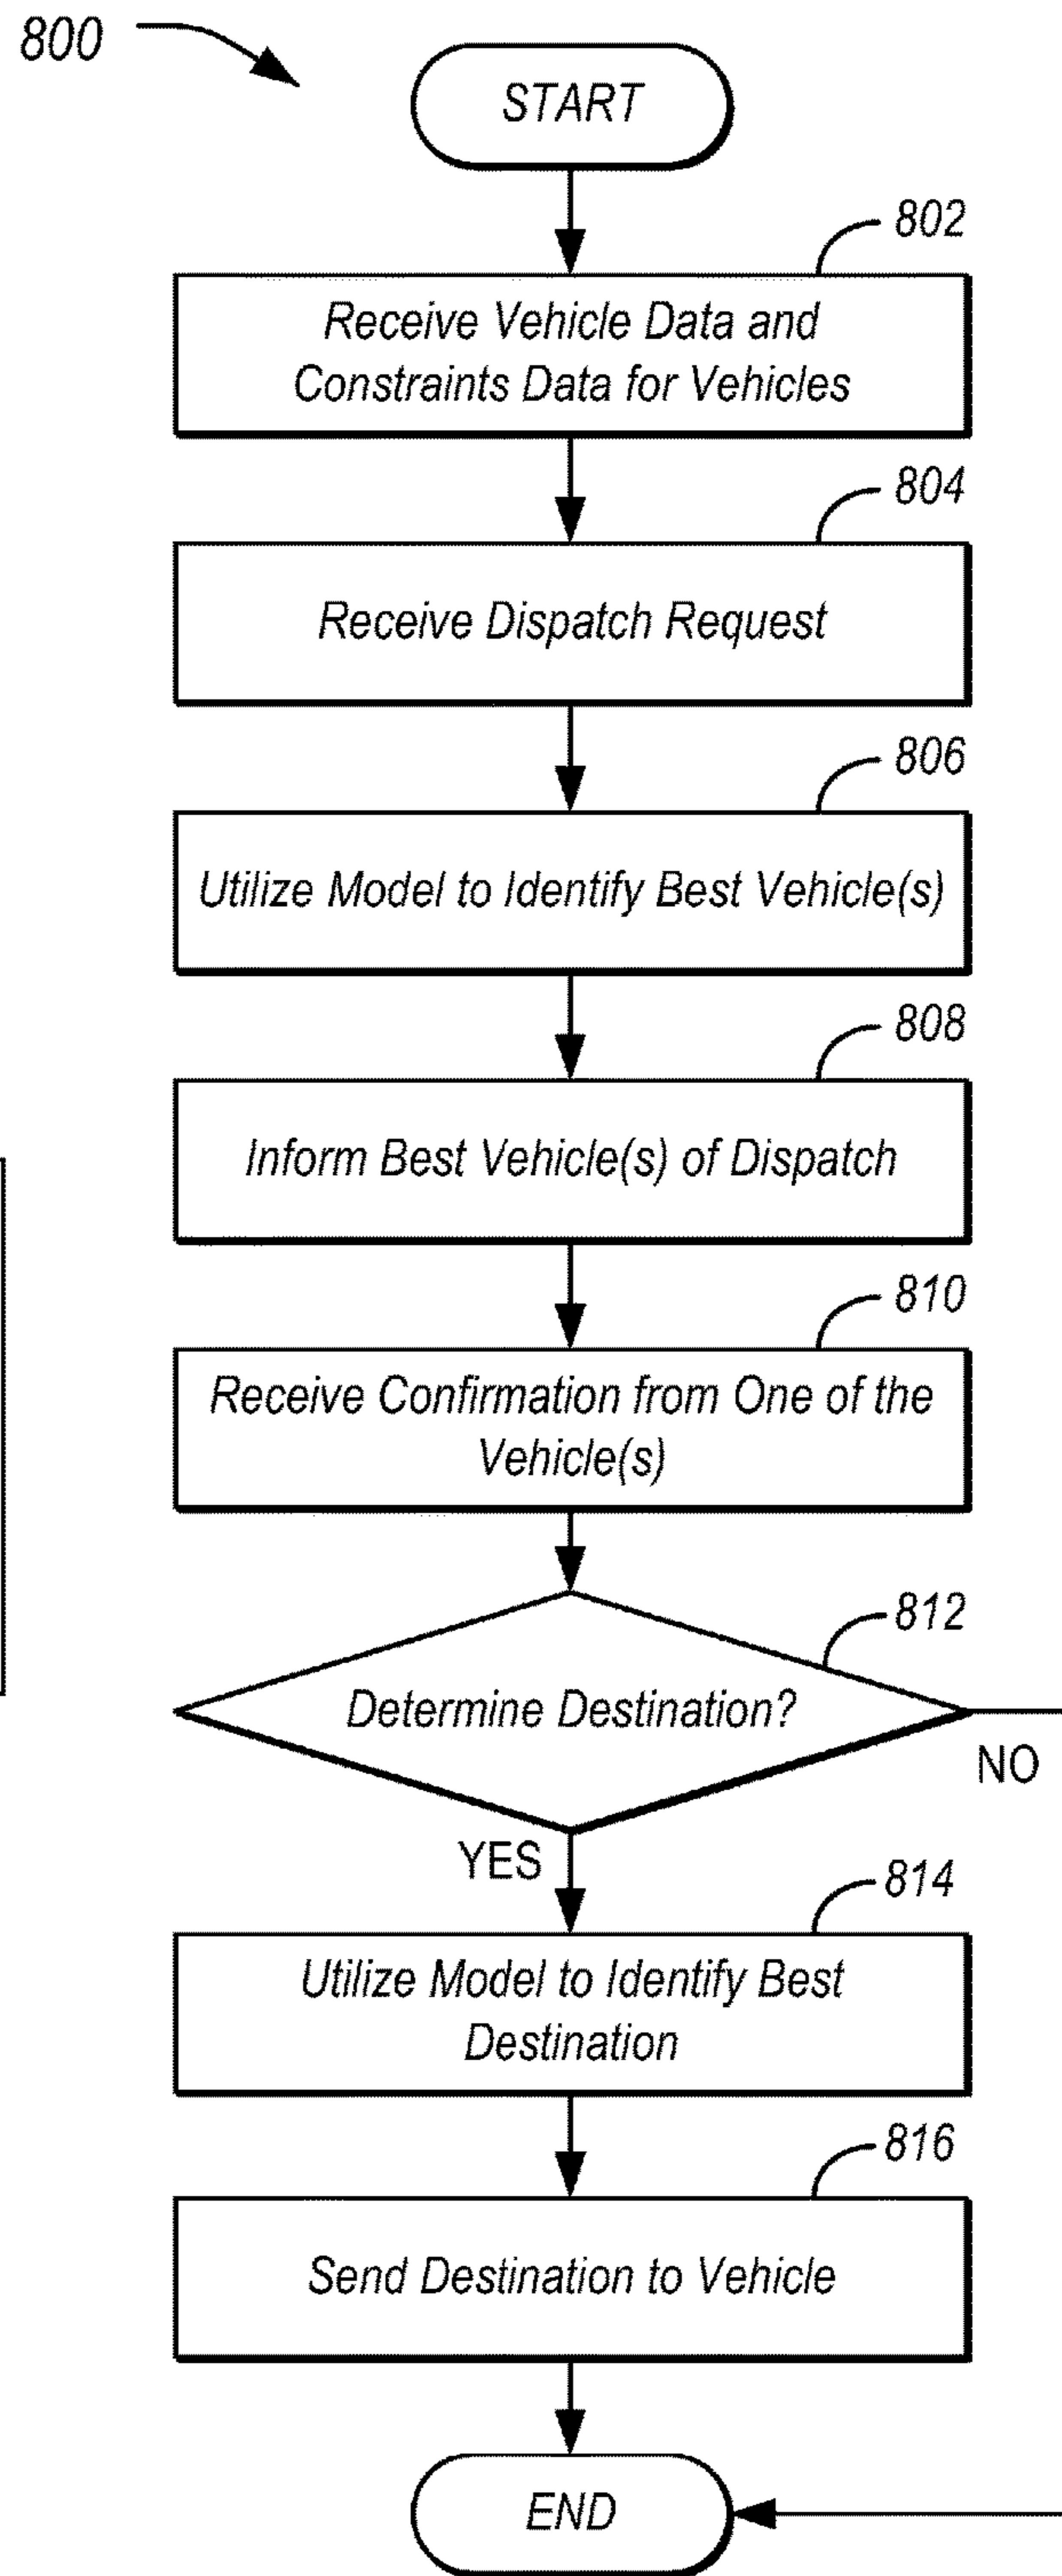 800
START
802
Receive Vehicle Data and
Constraints Data for Vehicles
804
Receive Dispatch Request
806
Utilize Model to Identify Best Vehicle(s)
808
Inform Best Vehicle(s) of Dispatch
810
Receive Confirmation from One of the
Vehicle(s)
812
Determine Destination?
NO
YES
814
Utilize Model to Identify Best
Destination
816
Send Destination to Vehicle
END